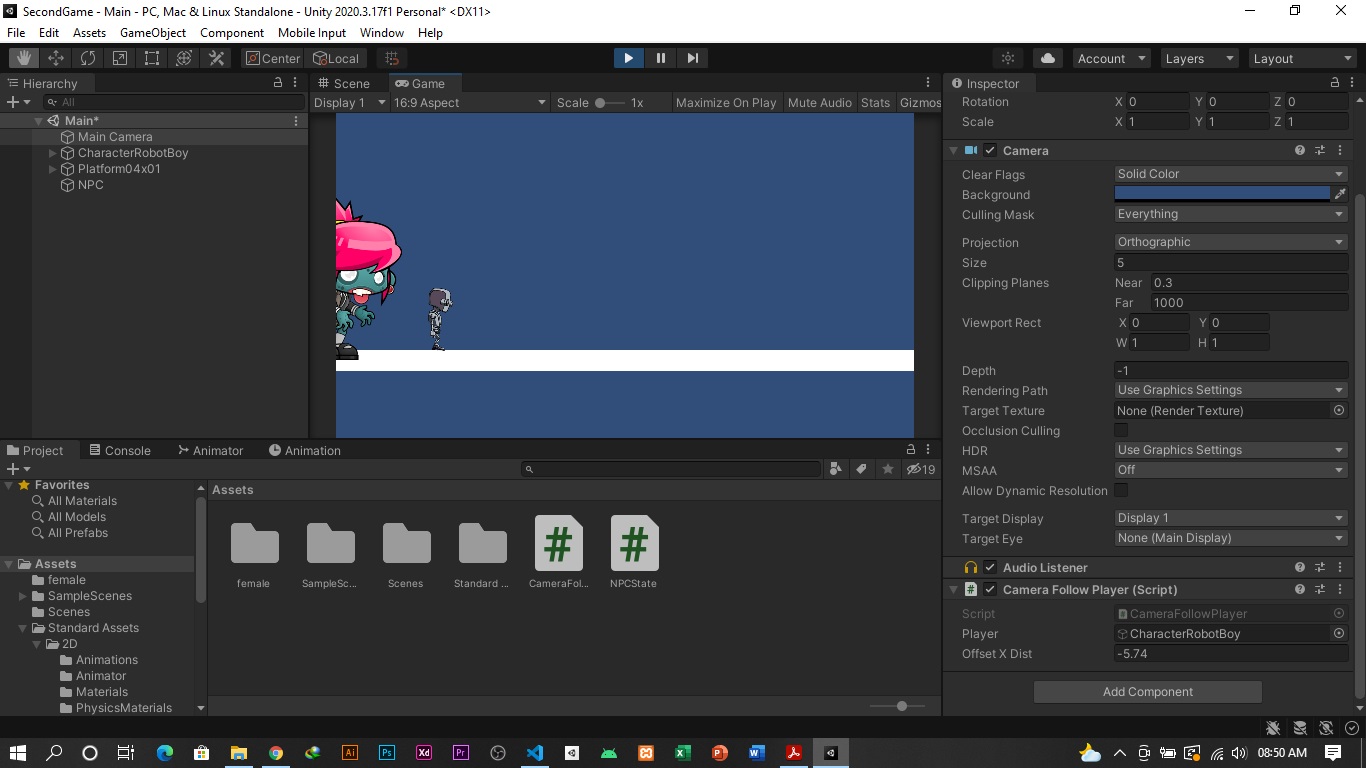 SecondGame - Main - PC, Mac & Linux Standalone - Unity 2020.3.17f1 Personal* <DX11>
File Edit Assets GameObject Component Mobile Input Window Help
Center Local Account Layers Layout
Hierarchy
All
Main*
Main Camera
CharacterRobotBoy
Platform04x01
NPC
Scene Game
Display 1 16:9 Aspect Scale 1x Maximize On Play Mute Audio Stats Gizmos
Inspector
Rotation X 0 Y 0 Z 0
Scale X 1 Y 1 Z 1
Camera
Clear Flags Solid Color
Background
Culling Mask Everything
Projection Orthographic
Size 5
Clipping Planes Near 0.3
Far 1000
Viewport Rect X 0 Y 0
W 1 H 1
Depth -1
Rendering Path Use Graphics Settings
Target Texture None (Render Texture)
Occlusion Culling
HDR Use Graphics Settings
MSAA Off
Allow Dynamic Resolution
Target Display Display 1
Target Eye None (Main Display)
Audio Listener
# Camera Follow Player (Script)
Script # CameraFollowPlayer
Player CharacterRobotBoy
Offset X Dist -5.74
Add Component
Project Console Animator Animation
19
Favorites
All Materials
All Models
All Prefabs
Assets
female
SampleScenes
Scenes
Standard Assets
2D
Animations
Animator
Materials
PhysicsMaterials
Assets
# #
female SampleSc... Scenes Standard ... CameraFol... NPCState
Ai Ps Xd Pr X P W 08:50 AM